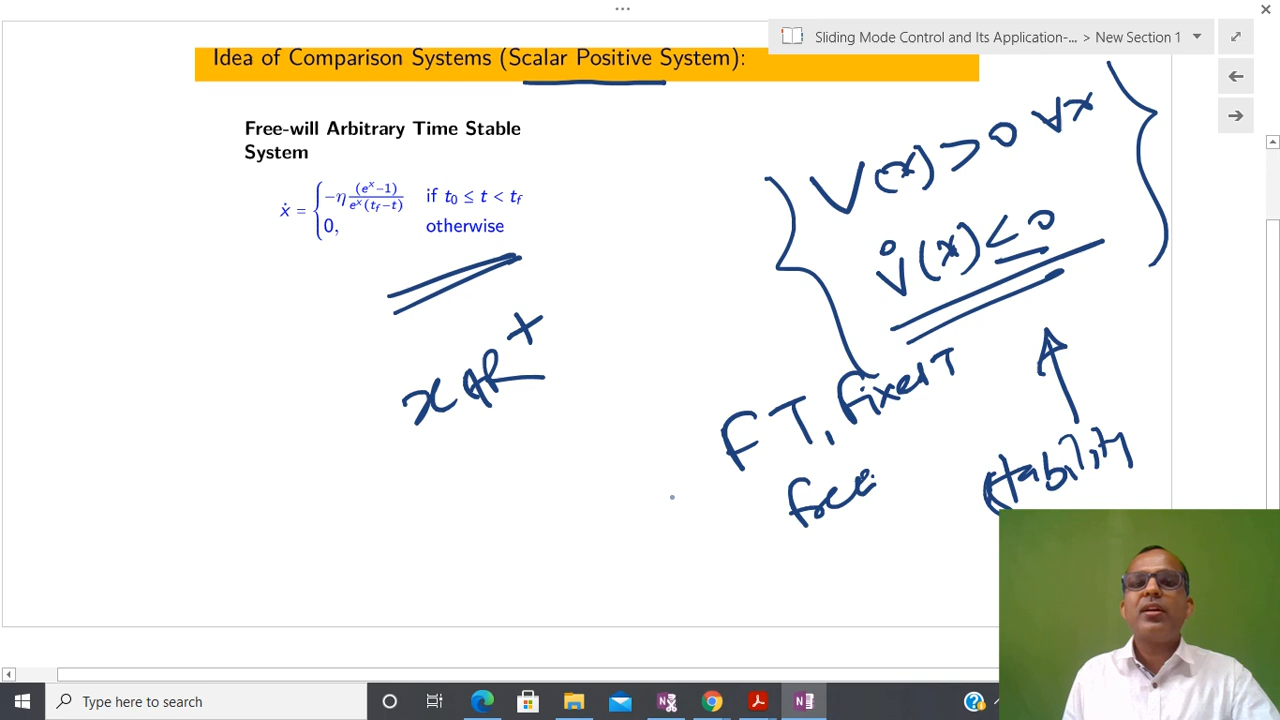 Sliding Mode Control and Its Application-... > New Section 1
Idea of Comparison Systems (Scalar Positive System):
Free-will Arbitrary Time Stable
System
ẋ = { −η (e^x−1) / e^x(t_f−t) if t_0 ≤ t < t_f
0, otherwise
V(x) > 0 ∀x
V̇(x) ≤ 0
x ∈ R^+
FT, fixed T
free
stability
Type here to search